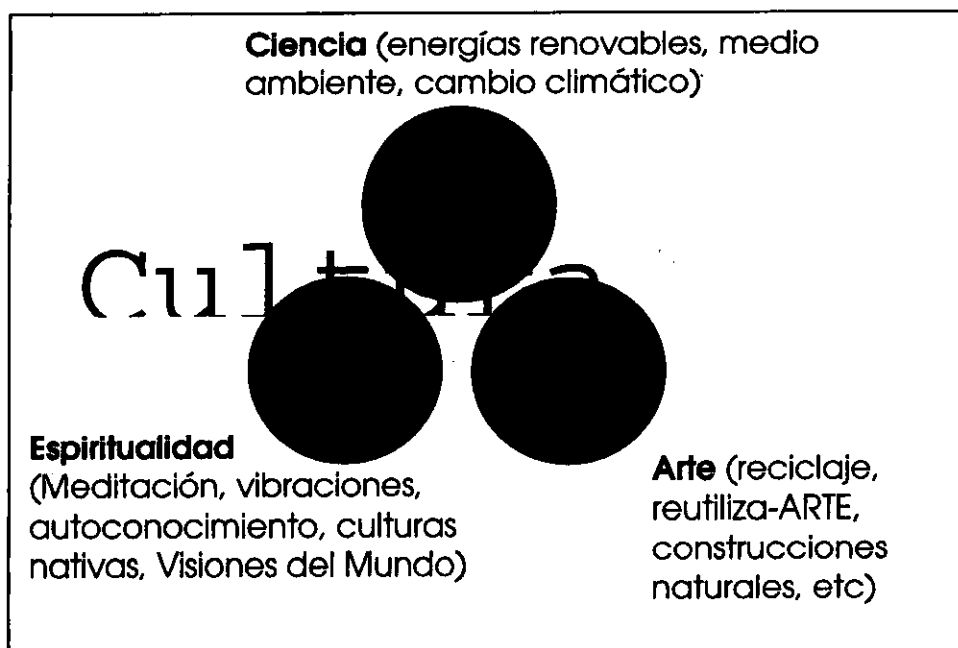 Ciencia (energías renovables, medio
ambiente, cambio climático)
Cultura
Espiritualidad
(Meditación, vibraciones,
autoconocimiento, culturas
nativas, Visiones del Mundo)
Arte (reciclaje,
reutiliza-ARTE,
construcciones
naturales, etc)